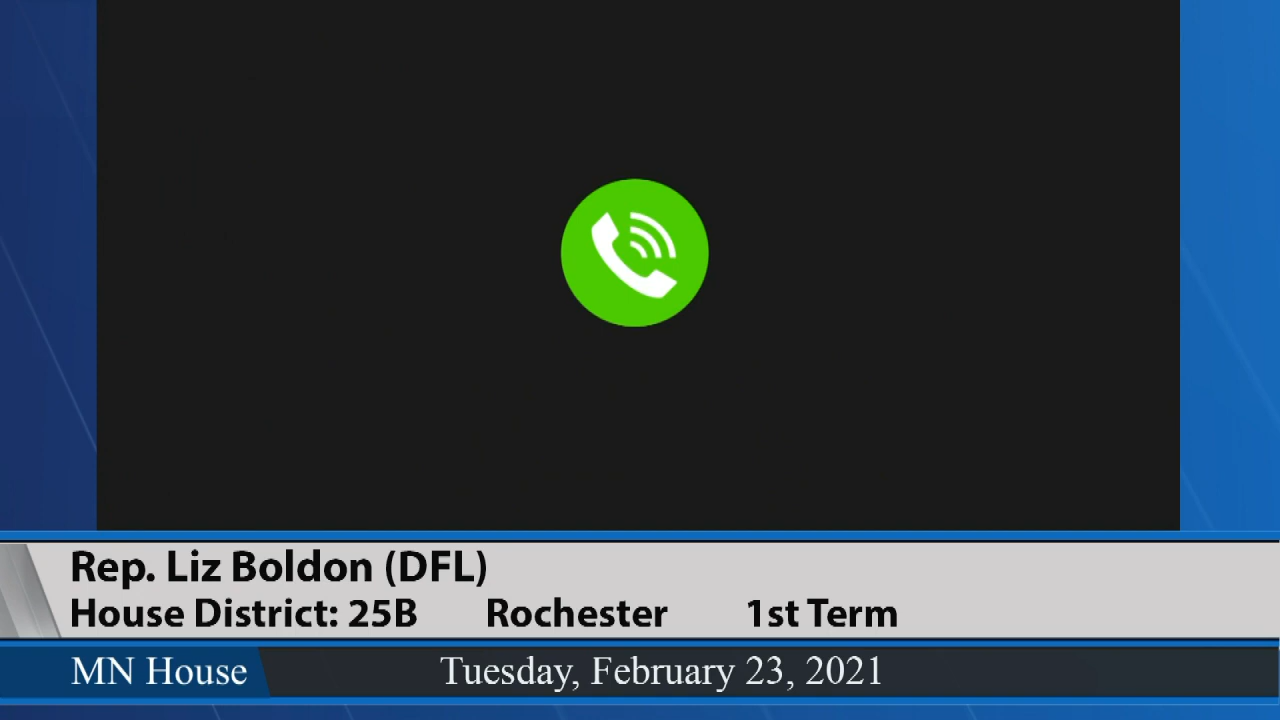 Rep. Liz Boldon (DFL)
House District: 25B Rochester 1st Term
MN House Tuesday, February 23, 2021